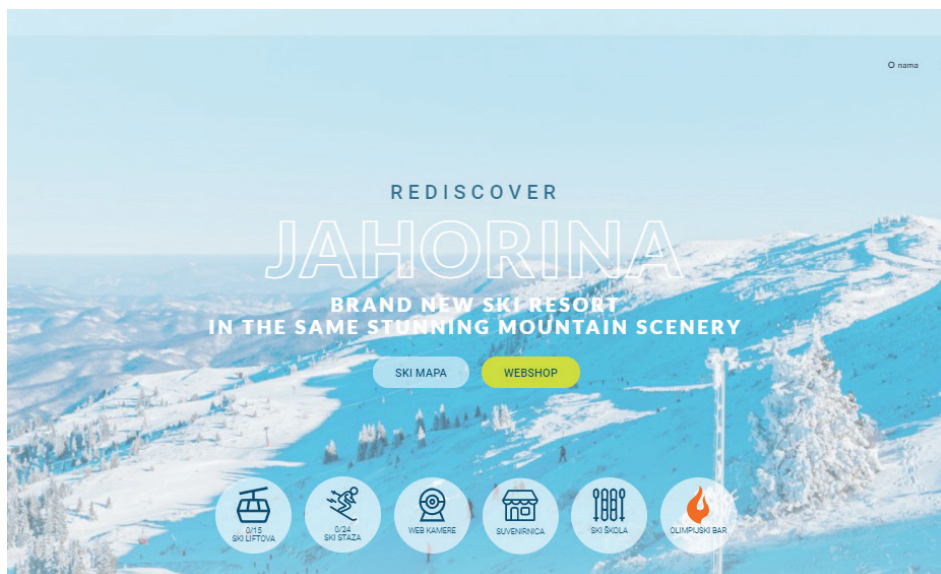 O nama
REDISCOVER
JAHORINA
BRAND NEW SKI RESORT
IN THE SAME STUNNING MOUNTAIN SCENERY
SKI MAPA
WEBSHOP
0/15
SKI LIFTOVA
0/24
SKI STAZA
WEB KAMERE
SUVENIRNICA
SKI ŠKOLA
OLIMPIJSKI BAR